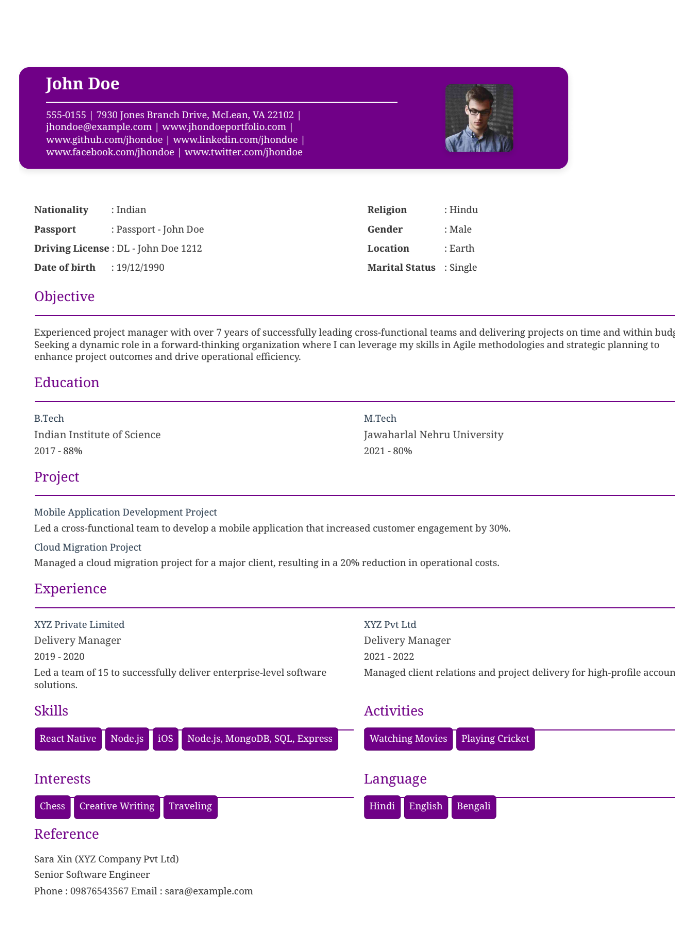 John Doe
555-0155 | 7930 Jones Branch Drive, McLean, VA 22102 |
jhondoe@example.com | www.jhondoeportfolio.com |
www.github.com/jhondoe | www.linkedin.com/jhondoe |
www.facebook.com/jhondoe | www.twitter.com/jhondoe
Nationality : Indian
Religion : Hindu
Passport : Passport - John Doe
Gender : Male
Driving License : DL - John Doe 1212
Location : Earth
Date of birth : 19/12/1990
Marital Status : Single
Objective
Experienced project manager with over 7 years of successfully leading cross-functional teams and delivering projects on time and within
Seeking a dynamic role in a forward-thinking organization where I can leverage my skills in Agile methodologies and strategic planning to
enhance project outcomes and drive operational efficiency.
Education
B.Tech
Indian Institute of Science
2017 - 88%
M.Tech
Jawaharlal Nehru University
2021 - 80%
Project
Mobile Application Development Project
Led a cross-functional team to develop a mobile application that increased customer engagement by 30%.
Cloud Migration Project
Managed a cloud migration project for a major client, resulting in a 20% reduction in operational costs.
Experience
XYZ Private Limited
Delivery Manager
2019 - 2020
Led a team of 15 to successfully deliver enterprise-level software
solutions.
XYZ Pvt Ltd
Delivery Manager
2021 - 2022
Managed client relations and project delivery for high-profile
Skills
React Native
Node.js
iOS
Node.js, MongoDB, SQL, Express
Activities
Watching Movies
Playing Cricket
Interests
Chess
Creative Writing
Traveling
Language
Hindi
English
Bengali
Reference
Sara Xin (XYZ Company Pvt Ltd)
Senior Software Engineer
Phone : 09876543567 Email : sara@example.com